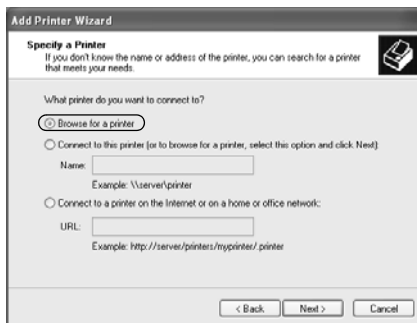 Add Printer Wizard
Specify a Printer
If you don't know the name or address of the printer, you can search for a printer
that meets your needs.
What printer do you want to connect to?
Browse for a printer
Connect to this printer (or to browse for a printer, select this option and click Next):
Name:
Example: \\server\printer
Connect to a printer on the Internet or on a home or office network:
URL:
Example: http://server/printers/myprinter/.printer
< Back
Next >
Cancel